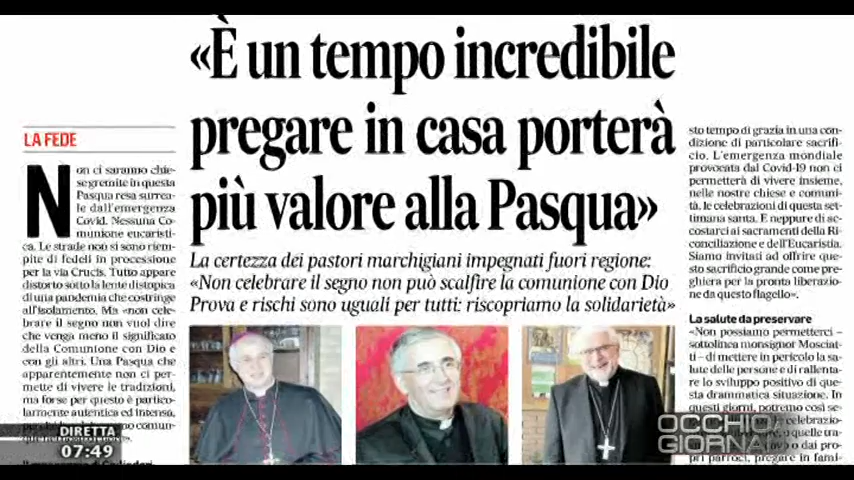 «È un tempo incredibile
pregare in casa porterà
più valore alla Pasqua»
La certezza dei pastori marchigiani impegnati fuori regione:
«Non celebrare il segno non può scalfire la comunione con Dio
Prova e rischi sono uguali per tutti: riscopriamo la solidarietà»
LA FEDE
Non ci saranno chie-
se gremite in questa
Pasqua resa surrea-
le dall'emergenza
Covid. Nessuna Co-
munione eucaristi-
ca. Le strade non si sono riem-
pite di fedeli in processione
per la via Crucis. Tutto appare
distorto sotto la lente distopica
di una pandemia che costringe
all'isolamento. Ma «non cele-
brare il segno non vuol dire
che venga meno il significato
della Comunione con Dio e
con gli altri. Una Pasqua che
apparentemente non ci per-
mette di vivere le tradizioni,
ma forse per questo è partico-
larmente autentica ed intensa,
sto tempo di grazia in una con-
dizione di particolare sacrifi-
cio. L'emergenza mondiale
provocata dal Covid-19 non ci
permetterà di vivere insieme,
nelle nostre chiese e comuni-
tà, le celebrazioni di questa set-
timana santa. E neppure di ac-
costarci ai sacramenti della Ri-
conciliazione e dell'Eucaristia.
Siamo invitati ad offrire que-
sto sacrificio grande come pre-
ghiera per la pronta liberazio-
ne da questo flagello».
La salute da preservare
«Non possiamo permetterci –
sottolinea monsignor Mosciat-
ti – di mettere in pericolo la sa-
lute delle persone e di rallenta-
re lo sviluppo positivo di que-
sta drammatica situazione. In
questi giorni, potremo così se-
DIRETTA
07:49
OCCHIO
GIORNA